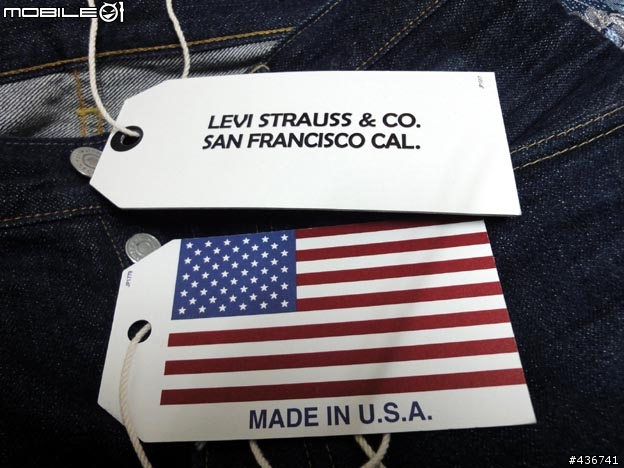 MOBILE01
LEVI STRAUSS & CO.
SAN FRANCISCO CAL.
MADE IN U.S.A.
#436741